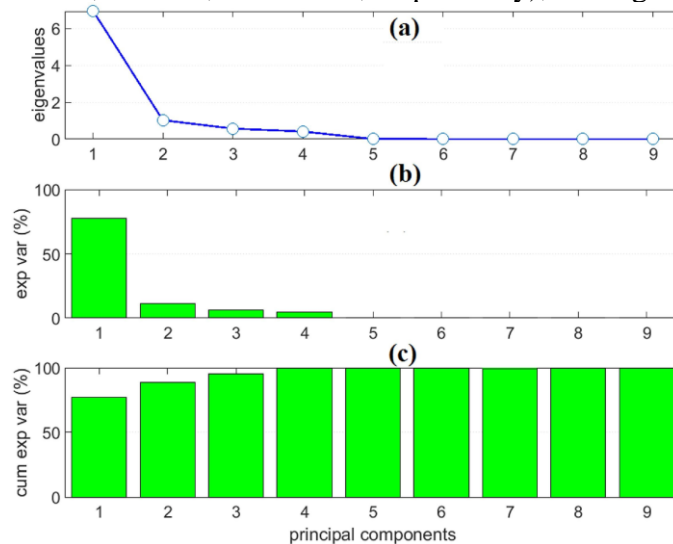 (a)
eigenvalues
6
4
2
0
1 2 3 4 5 6 7 8 9
(b)
exp var (%)
100
50
0
1 2 3 4 5 6 7 8 9
(c)
cum exp var (%)
100
50
0
1 2 3 4 5 6 7 8 9
principal components